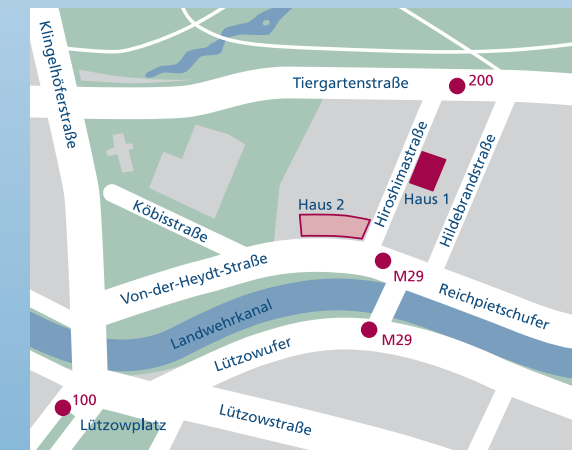 Klingelhöferstraße
Tiergartenstraße
200
Hiroshimastraße
Hildebrandstraße
Haus 1
Haus 2
Köbisstraße
Von-der-Heydt-Straße
M29
Reichpietschufer
Landwehrkanal
M29
Lützowufer
100
Lützowplatz
Lützowstraße